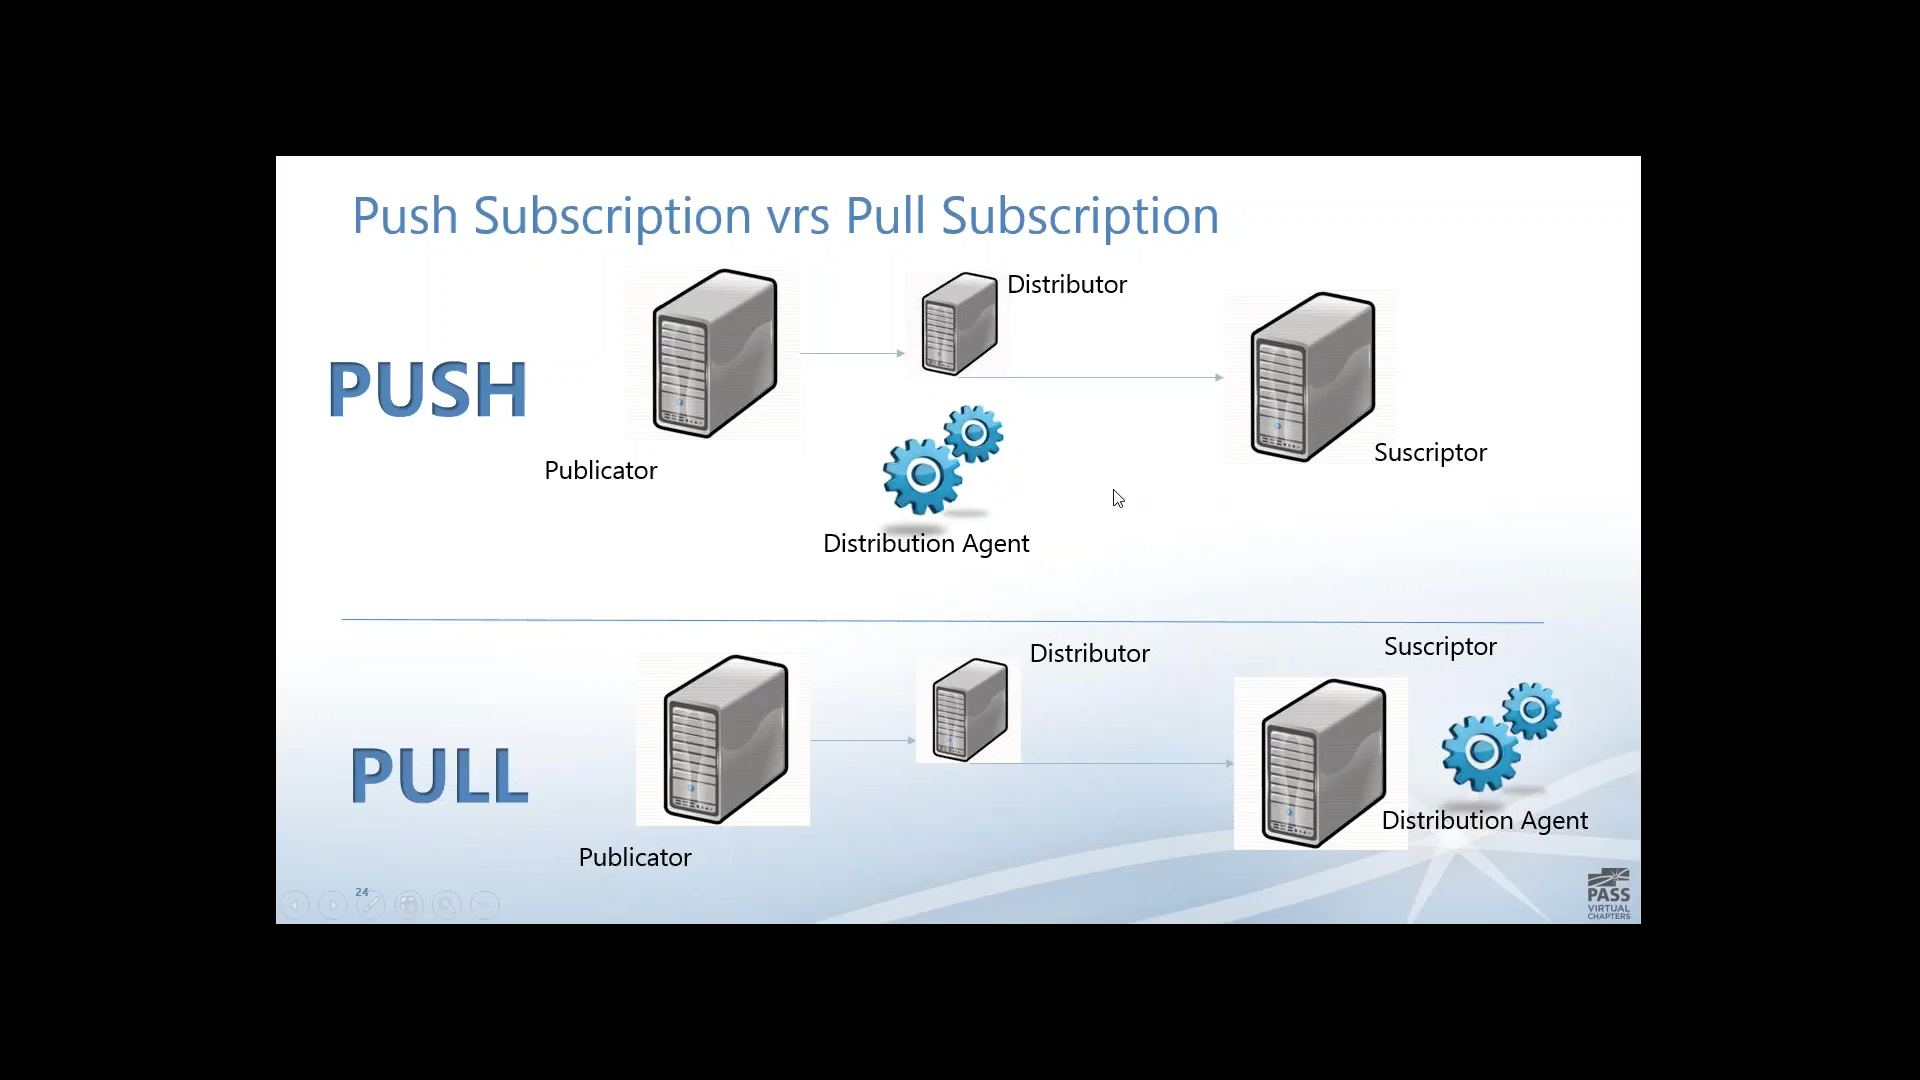 Push Subscription vrs Pull Subscription
Distributor
PUSH
Suscriptor
Publicator
Distribution Agent
Suscriptor
Distributor
PULL
Distribution Agent
Publicator
24
PASS
VIRTUAL
CHAPTERS